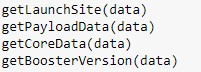 getLaunchSite(data)
getPayloadData(data)
getCoreData(data)
getBoosterVersion(data)